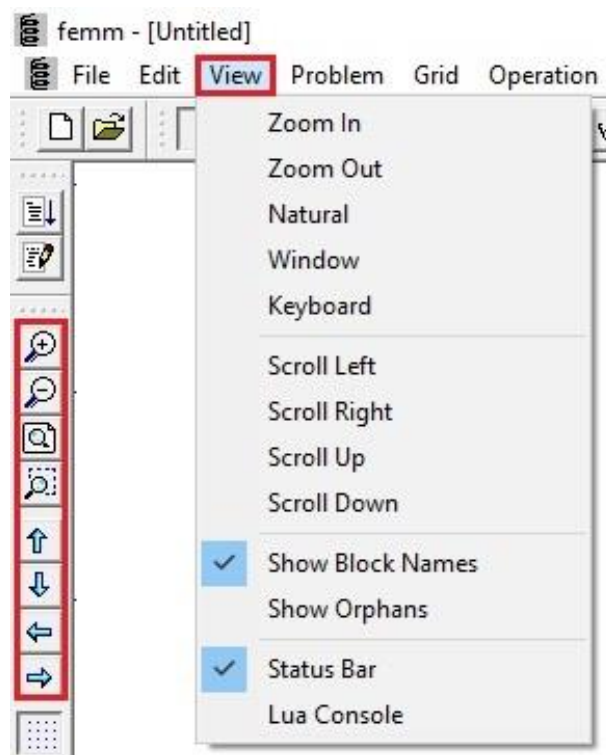 femm - [Untitled]
File Edit View Problem Grid Operation
Zoom In
Zoom Out
Natural
Window
Keyboard
Scroll Left
Scroll Right
Scroll Up
Scroll Down
Show Block Names
Show Orphans
Status Bar
Lua Console